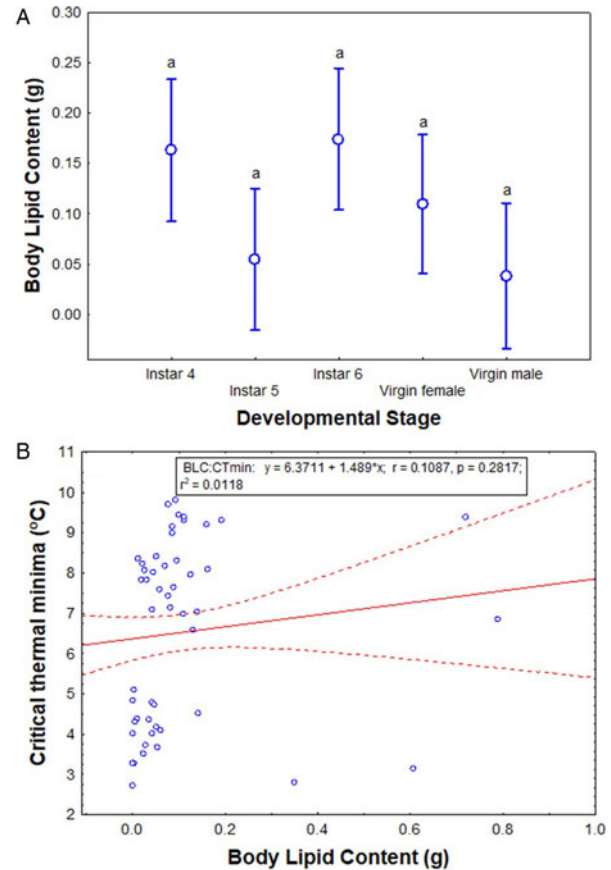 A
Body Lipid Content (g)
0.30
0.25
0.20
0.15
0.10
0.05
0.00
a
a
a
a
a
Instar 4
Instar 5
Instar 6
Virgin female
Virgin male
Developmental Stage
B
Critical thermal minima (°C)
11
10
9
8
7
6
5
4
3
2
BLC:CTmin: y = 6.3711 + 1.489*x; r = 0.1087, p = 0.2817;
r² = 0.0118
0.0 0.2 0.4 0.6 0.8 1.0
Body Lipid Content (g)